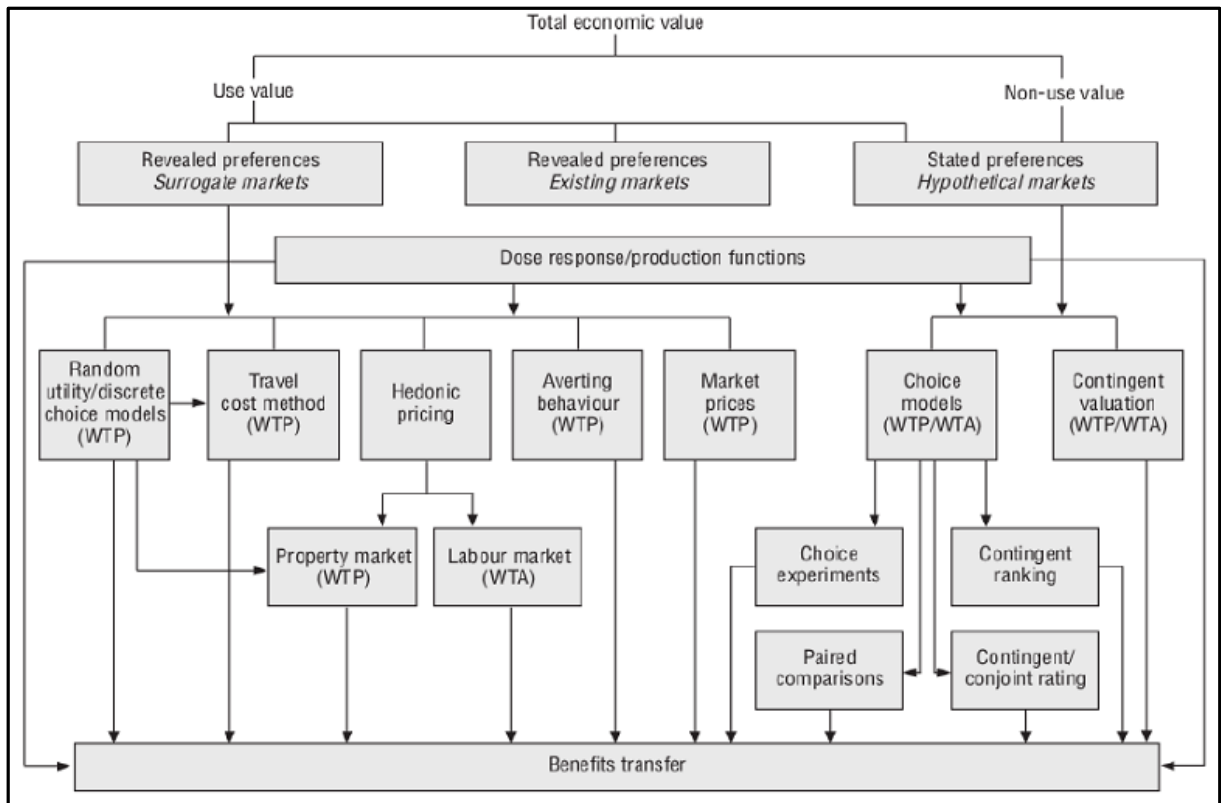 Total economic value
Use value
Non-use value
Revealed preferences
Surrogate markets
Revealed preferences
Existing markets
Stated preferences
Hypothetical markets
Dose response/production functions
Random
utility/discrete
choice models
(WTP)
Travel
cost method
(WTP)
Hedonic
pricing
Averting
behaviour
(WTP)
Market
prices
(WTP)
Choice
models
(WTP/WTA)
Contingent
valuation
(WTP/WTA)
Property market
(WTP)
Labour market
(WTA)
Choice
experiments
Contingent
ranking
Paired
comparisons
Contingent/
conjoint rating
Benefits transfer